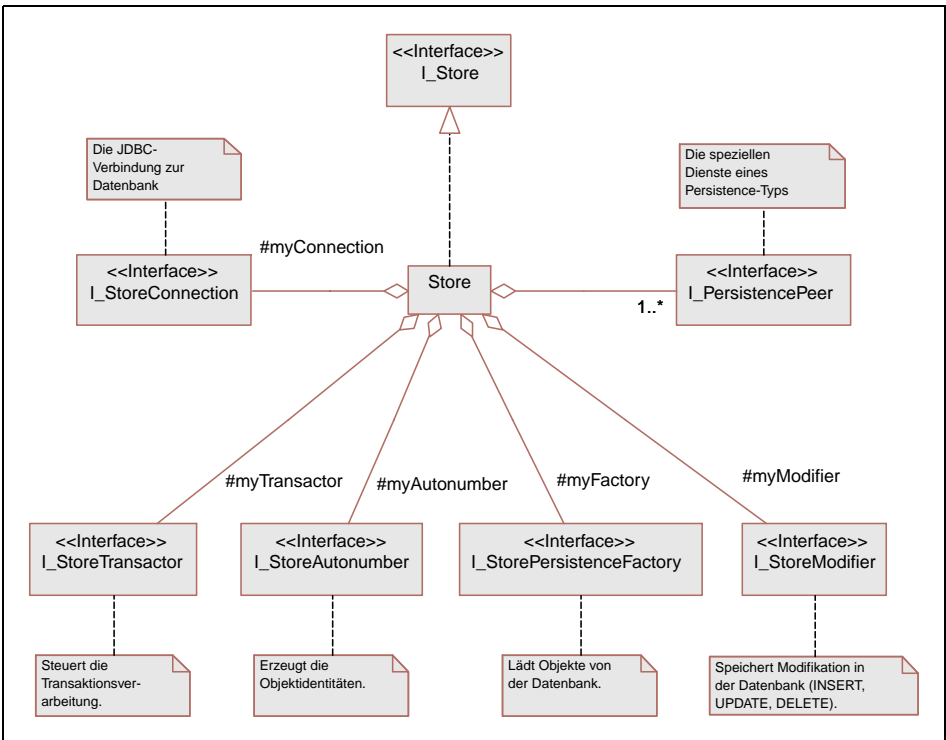 <<Interface>>
I_Store
Die JDBC-
Verbindung zur
Datenbank
Die speziellen
Dienste eines
Persistence-Typs
#myConnection
<<Interface>>
I_StoreConnection
Store
1..*
<<Interface>>
I_PersistencePeer
#myTransactor
#myAutonumber
#myFactory
#myModifier
<<Interface>>
I_StoreTransactor
<<Interface>>
I_StoreAutonumber
<<Interface>>
I_StorePersistenceFactory
<<Interface>>
I_StoreModifier
Steuert die
Transaktionsver-
arbeitung.
Erzeugt die
Objektidentitäten.
Lädt Objekte von
der Datenbank.
Speichert Modifikation in
der Datenbank (INSERT,
UPDATE, DELETE).